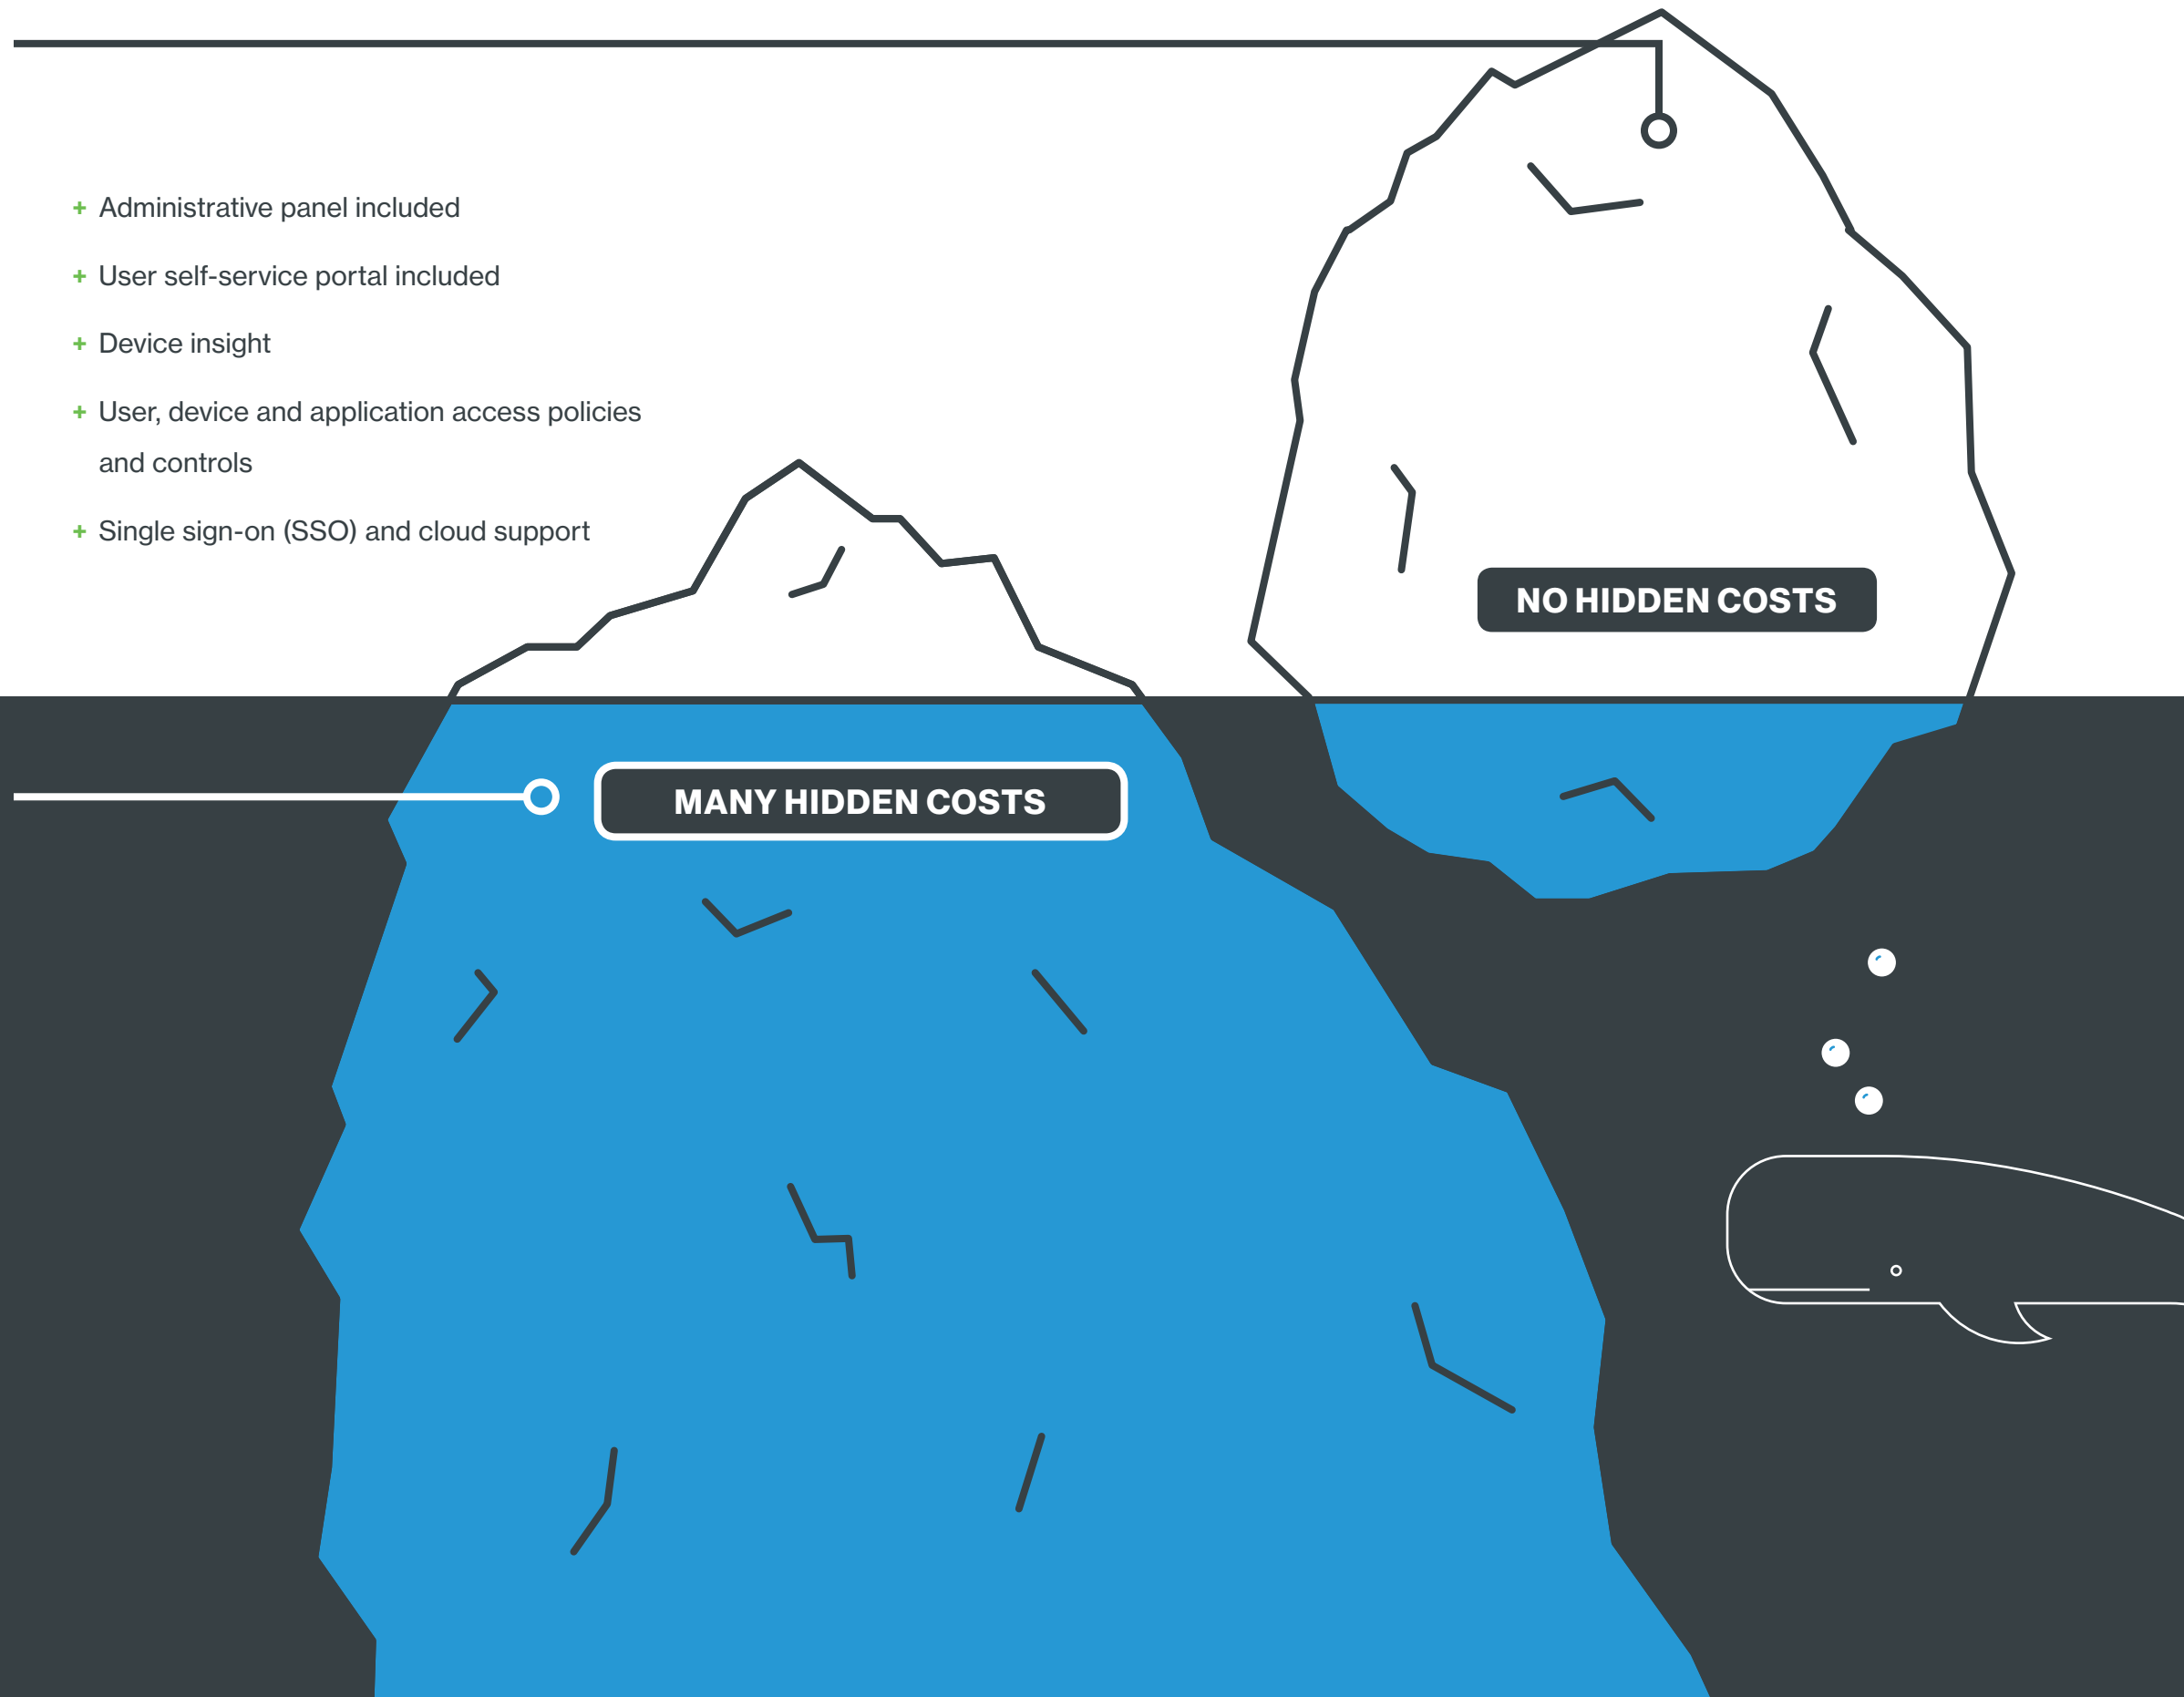 + Administrative panel included
+ User self-service portal included
+ Device insight
+ User, device and application access policies
and controls
+ Single sign-on (SSO) and cloud support
NO HIDDEN COSTS
MANY HIDDEN COSTS